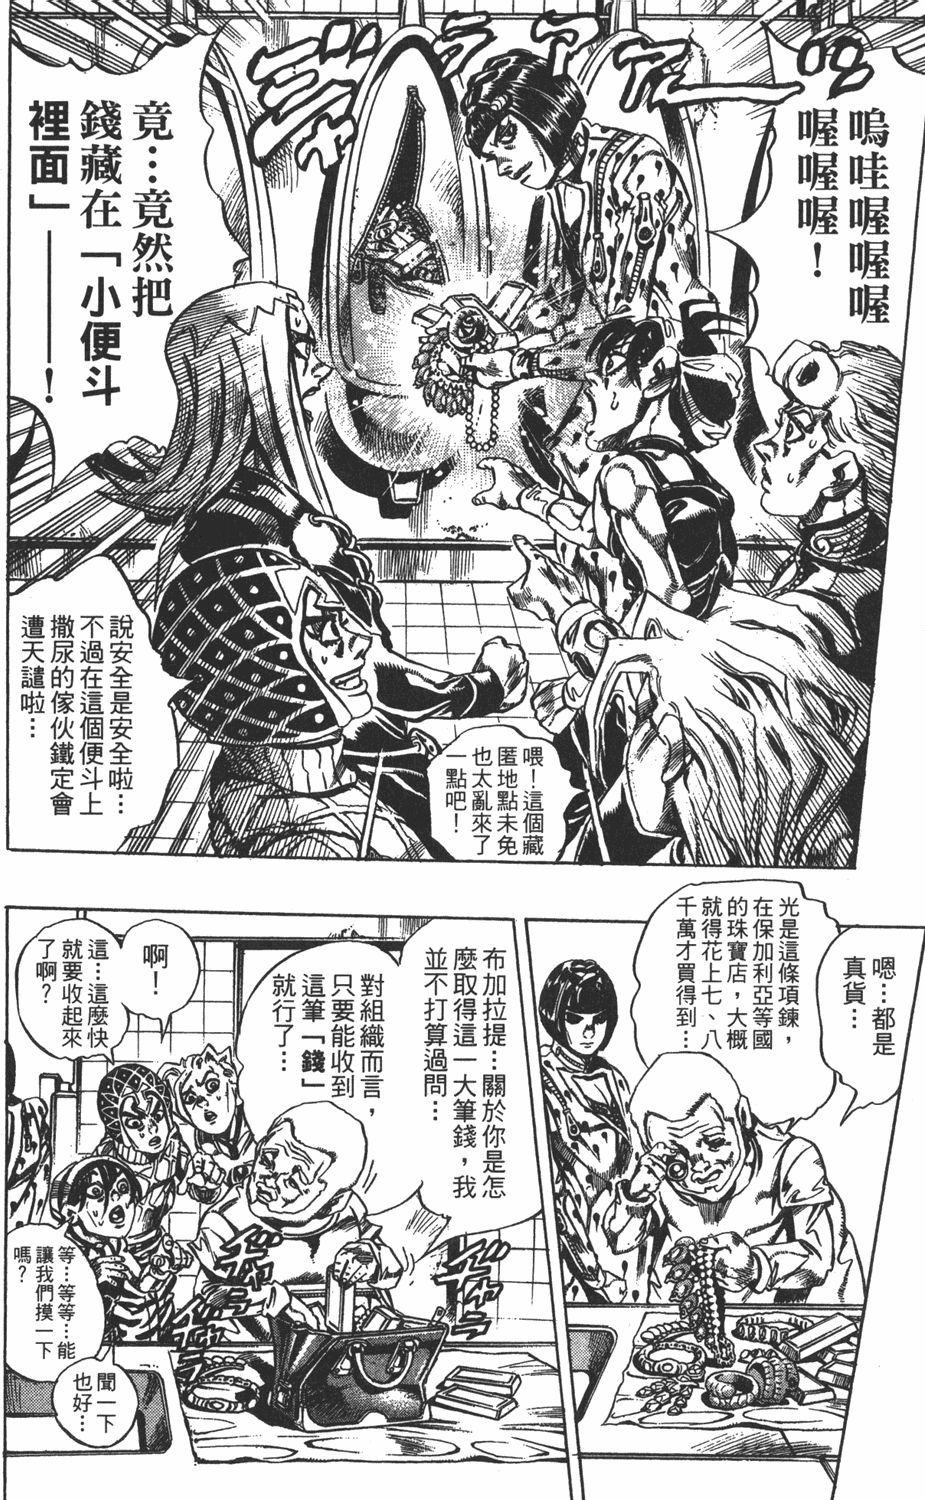 嗚哇喔喔喔
喔喔喔！
竟…竟然把
錢藏在「小便斗
裡面」———！
喂！這個藏
匿地點未免
也太亂來了
一點吧！
說安全是安全啦…
不過在這個便斗上
撒尿的傢伙鐵定會
遭天譴啦…
嗯…都是
真貨…
光是這條項鍊，
在保加利亞等國
的珠寶店，大概
就得花上七、八
千萬才買得到…
布加拉提…關於你是怎
麼取得這一大筆錢，我
並不打算過問…
對組織而言，
只要能收到
這筆「錢」
就行了…
啊！
這…這麼快
就要收起來
了啊？
等…等等…能
讓我們摸一下
嗎？
聞一下
也好…